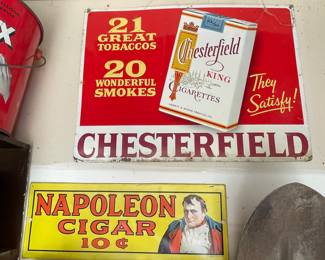 21
GREAT
TOBACCOS
20
WONDERFUL
SMOKES
Chesterfield
KING
CIGARETTES
They
Satisfy!
CHESTERFIELD
NAPOLEON
CIGAR
10¢
X